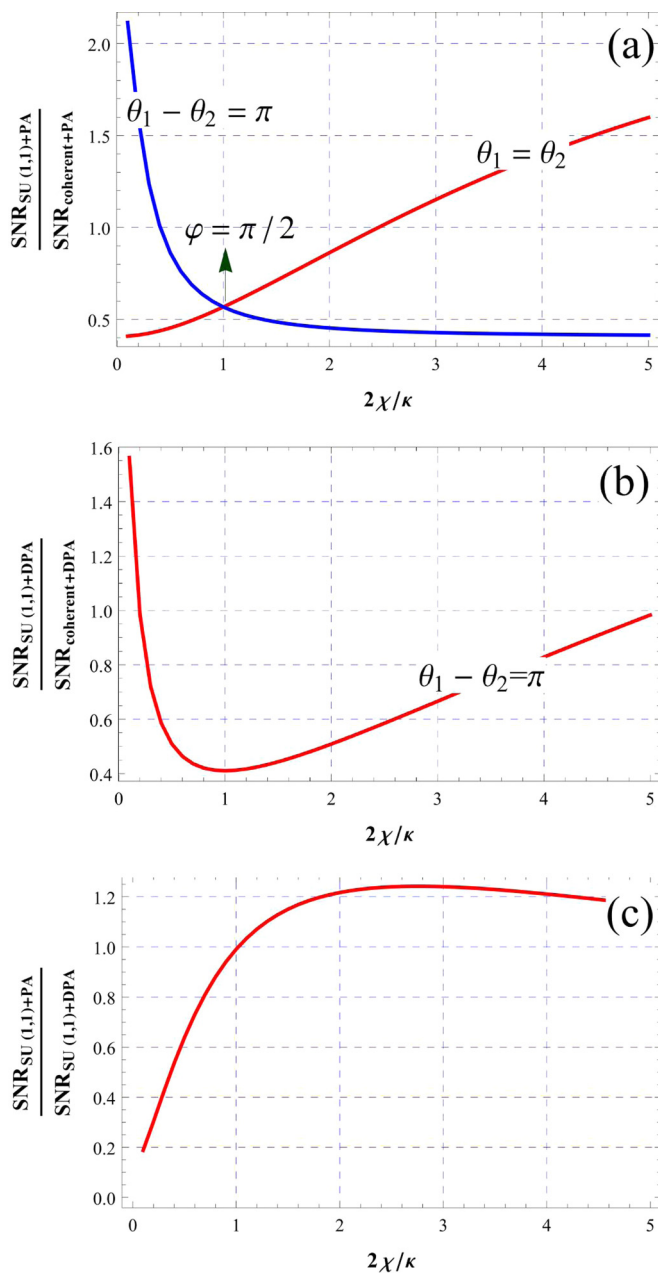 (a)
2.0
1.5
1.0
0.5
SNR_SU (1,1)+PA
SNR_coherent+PA
θ₁ − θ₂ = π
θ₁ = θ₂
φ = π / 2
0 1 2 3 4 5
2χ/κ
(b)
1.6
1.4
1.2
1.0
0.8
0.6
0.4
SNR_SU (1,1)+DPA
SNR_coherent+DPA
θ₁ − θ₂=π
0 1 2 3 4 5
2χ/κ
(c)
1.2
1.0
0.8
0.6
0.4
0.2
0.0
SNR_SU (1,1)+PA
SNR_SU (1,1)+DPA
0 1 2 3 4 5
2χ/κ